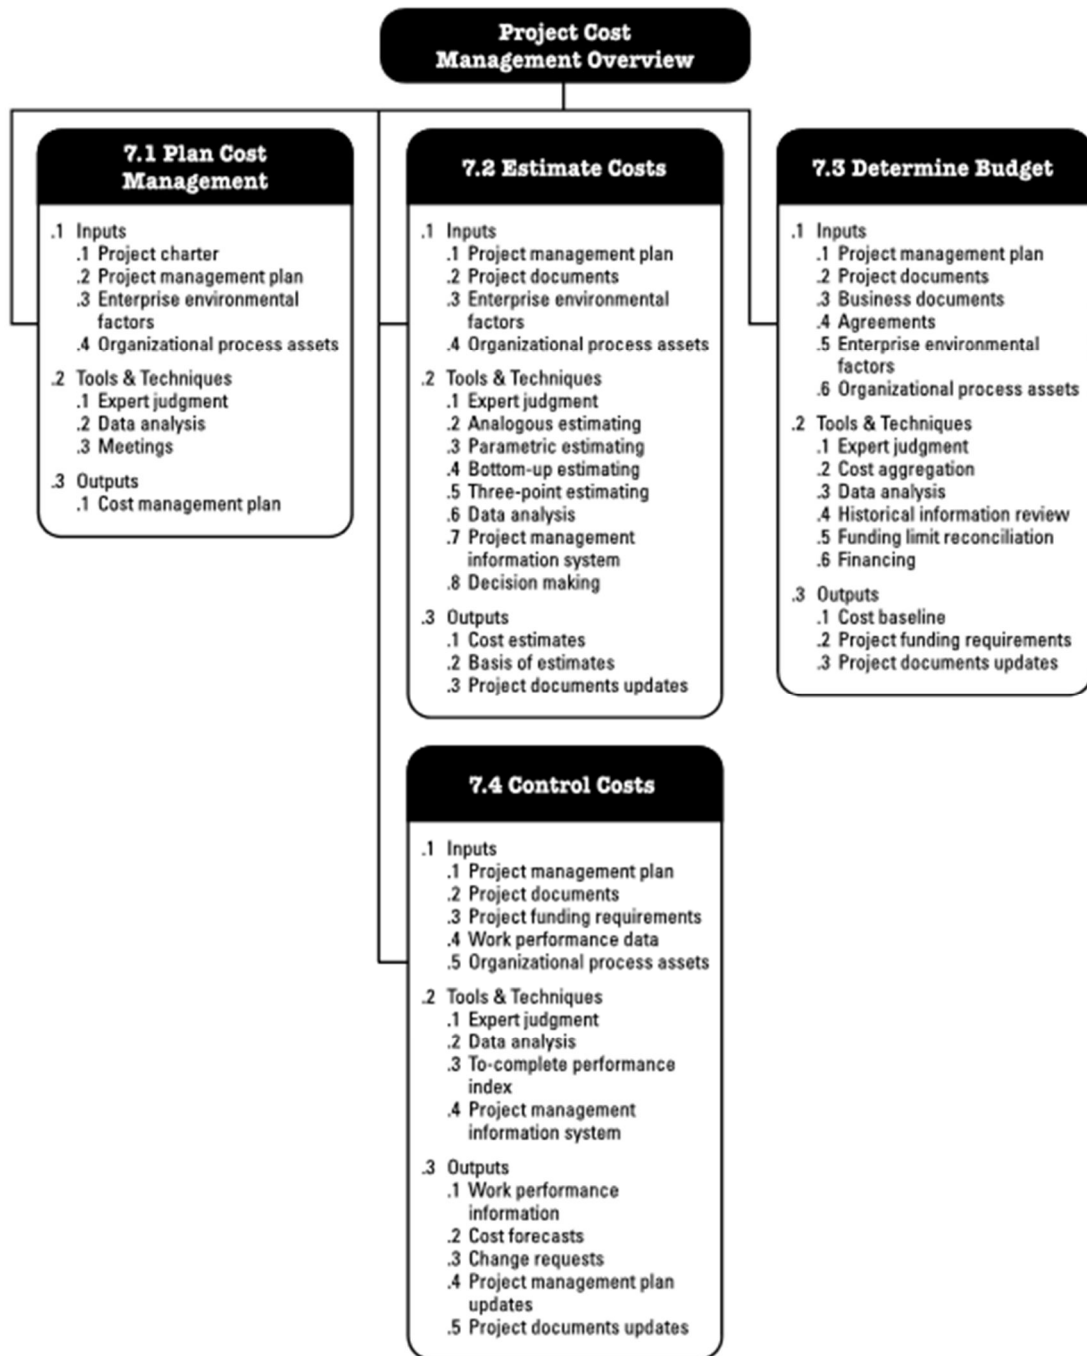 Project Cost
Management Overview
7.1 Plan Cost
Management
.1 Inputs
.1 Project charter
.2 Project management plan
.3 Enterprise environmental
factors
.4 Organizational process assets
.2 Tools & Techniques
.1 Expert judgment
.2 Data analysis
.3 Meetings
.3 Outputs
.1 Cost management plan
7.2 Estimate Costs
.1 Inputs
.1 Project management plan
.2 Project documents
.3 Enterprise environmental
factors
.4 Organizational process assets
.2 Tools & Techniques
.1 Expert judgment
.2 Analogous estimating
.3 Parametric estimating
.4 Bottom-up estimating
.5 Three-point estimating
.6 Data analysis
.7 Project management
information system
.8 Decision making
.3 Outputs
.1 Cost estimates
.2 Basis of estimates
.3 Project documents updates
7.3 Determine Budget
.1 Inputs
.1 Project management plan
.2 Project documents
.3 Business documents
.4 Agreements
.5 Enterprise environmental
factors
.6 Organizational process assets
.2 Tools & Techniques
.1 Expert judgment
.2 Cost aggregation
.3 Data analysis
.4 Historical information review
.5 Funding limit reconciliation
.6 Financing
.3 Outputs
.1 Cost baseline
.2 Project funding requirements
.3 Project documents updates
7.4 Control Costs
.1 Inputs
.1 Project management plan
.2 Project documents
.3 Project funding requirements
.4 Work performance data
.5 Organizational process assets
.2 Tools & Techniques
.1 Expert judgment
.2 Data analysis
.3 To-complete performance
index
.4 Project management
information system
.3 Outputs
.1 Work performance
information
.2 Cost forecasts
.3 Change requests
.4 Project management plan
updates
.5 Project documents updates